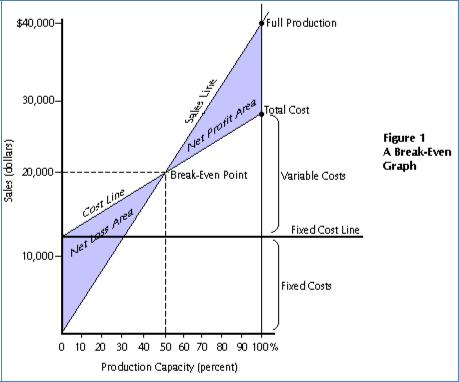 $40,000
Full Production
Sales Line
30,000
Net Profit Area
Total Cost
Figure 1
A Break-Even
Graph
Sales (dollars)
20,000
Break-Even Point
Variable Costs
Cost Line
Net Loss Area
Fixed Cost Line
10,000
Fixed Costs
0 10 20 30 40 50 60 70 80 90 100%
Production Capacity (percent)